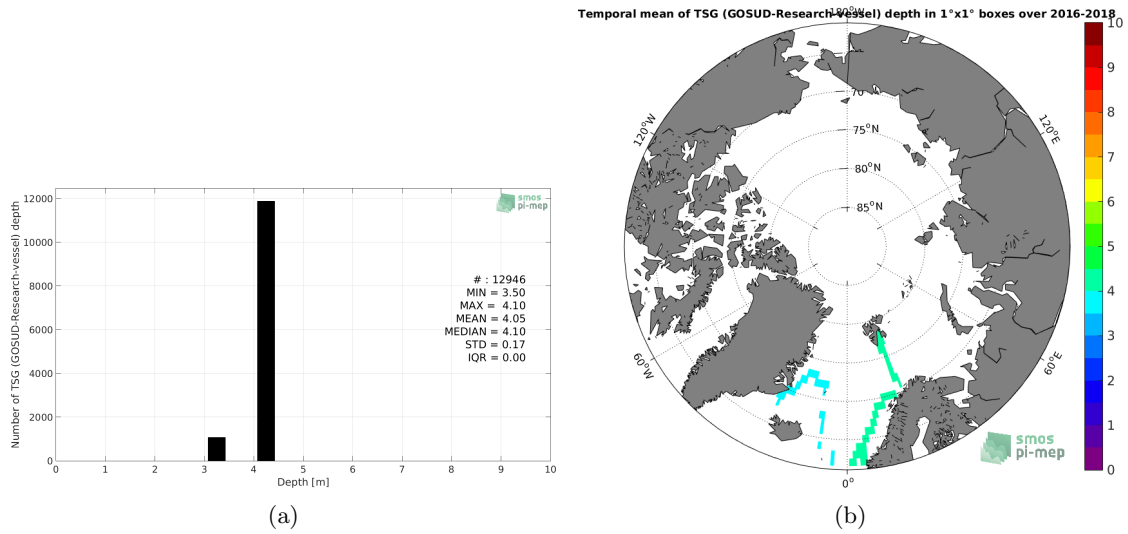 Temporal mean of TSG (GOSUD-Research-vessel) depth in 1°x1° boxes over 2016-2018
180°W
120°W
120°E
60°W
60°E
0°
70
75°N
80°N
85°N
10
9
8
7
6
5
4
3
2
1
0
smos
pi-mep
Number of TSG (GOSUD-Research-vessel) depth
12000
10000
8000
6000
4000
2000
0
smos
pi-mep
# : 12946
MIN = 3.50
MAX = 4.10
MEAN = 4.05
MEDIAN = 4.10
STD = 0.17
IQR = 0.00
0 1 2 3 4 5 6 7 8 9 10
Depth [m]
(a)
(b)